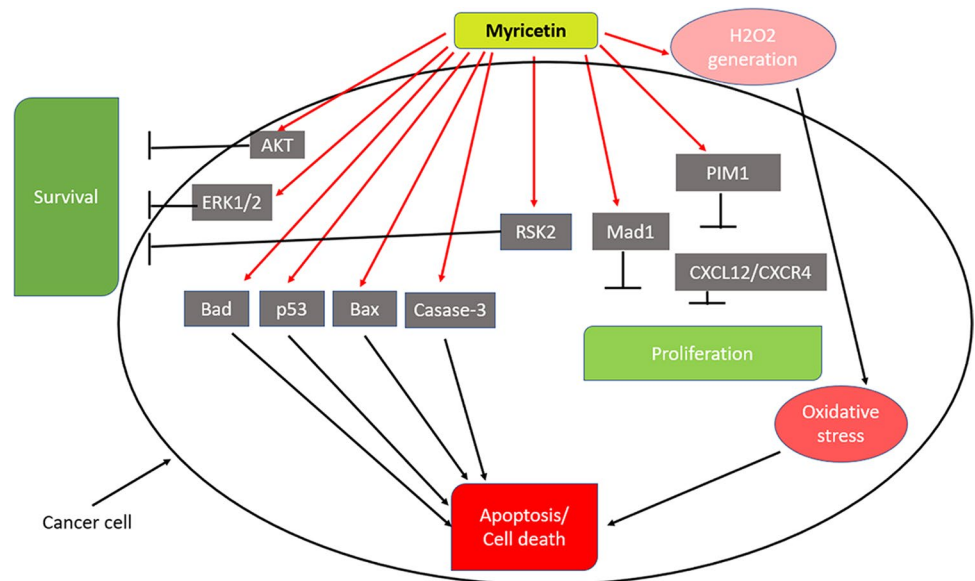 Myricetin
H2O2
generation
AKT
Survival
ERK1/2
PIM1
RSK2
Mad1
CXCL12/CXCR4
Bad
p53
Bax
Casase-3
Proliferation
Oxidative
stress
Cancer cell
Apoptosis/
Cell death